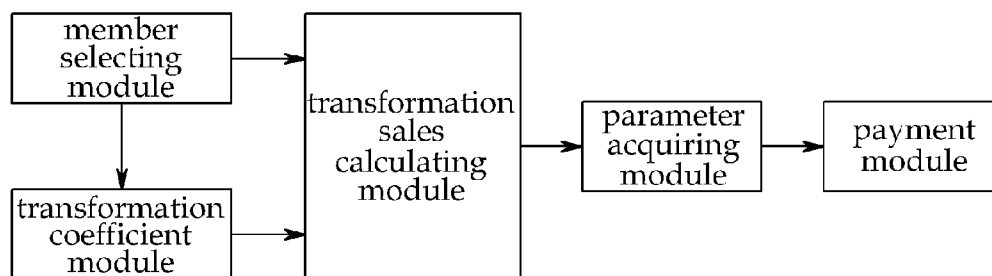 member
selecting
module
transformation
coefficient
module
transformation
sales
calculating
module
parameter
acquiring
module
payment
module